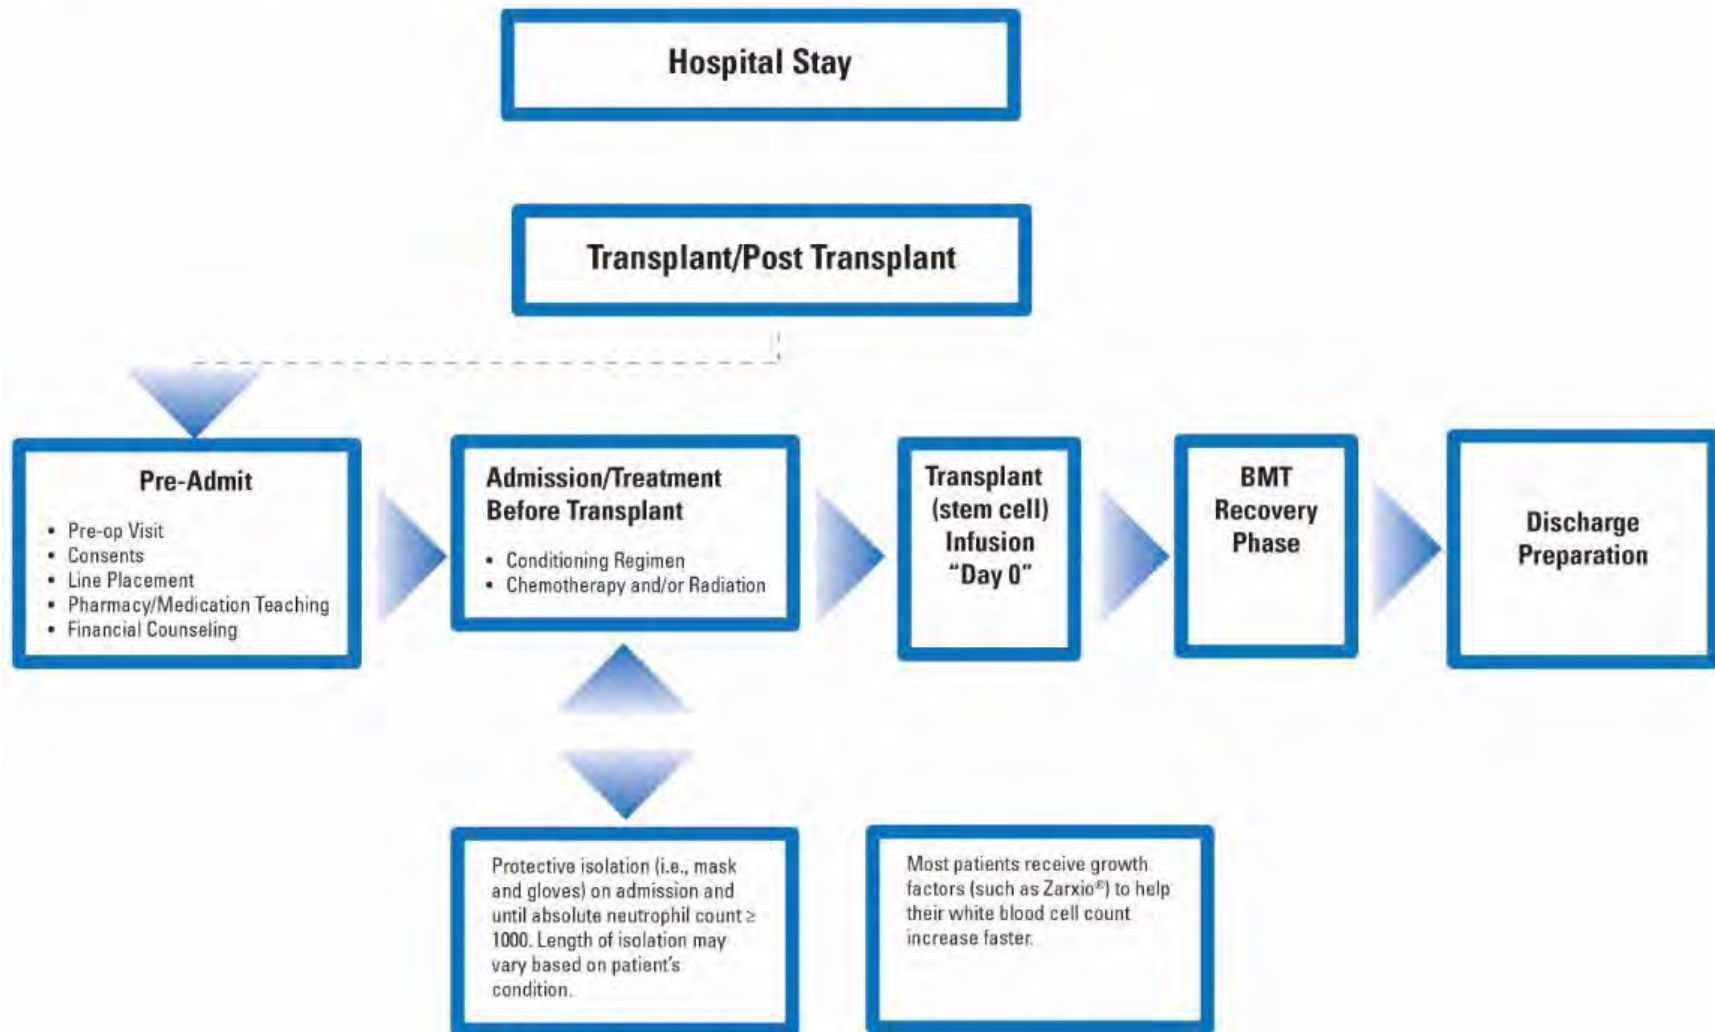 Hospital Stay
Transplant/Post Transplant
Pre-Admit
• Pre-op Visit
• Consents
• Line Placement
• Pharmacy/Medication Teaching
• Financial Counseling
Admission/Treatment
Before Transplant
• Conditioning Regimen
• Chemotherapy and/or Radiation
Transplant
(stem cell)
Infusion
“Day 0”
BMT
Recovery
Phase
Discharge
Preparation
Protective isolation (i.e., mask
and gloves) on admission and
until absolute neutrophil count ≥
1000. Length of isolation may
vary based on patient’s
condition.
Most patients receive growth
factors (such as Zarxio®) to help
their white blood cell count
increase faster.